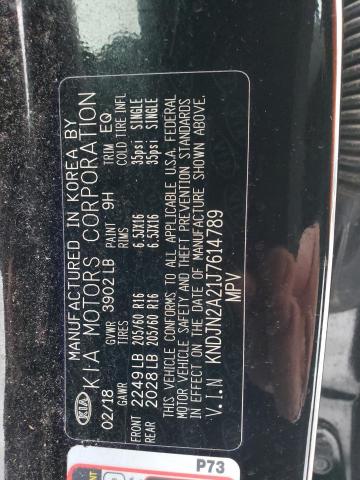 MANUFACTURED IN KOREA BY
KIA KIA MOTORS CORPORATION
02/18 GVWR 3902LB PAINT 9H TRIM EQ
GAWR TIRES RIMS COLD TIRE INFL
FRONT 2249LB 205/60 R16 6.5JX16 35psi SINGLE
REAR 2028LB 205/60 R16 6.5JX16 35psi SINGLE
THIS VEHICLE CONFORMS TO ALL APPLICABLE U.S.A. FEDERAL
MOTOR VEHICLE SAFETY AND THEFT PREVENTION STANDARDS
IN EFFECT ON THE DATE OF MANUFACTURE SHOWN ABOVE.
V.I.N KNDJN2A21J7614789
MPV
P73